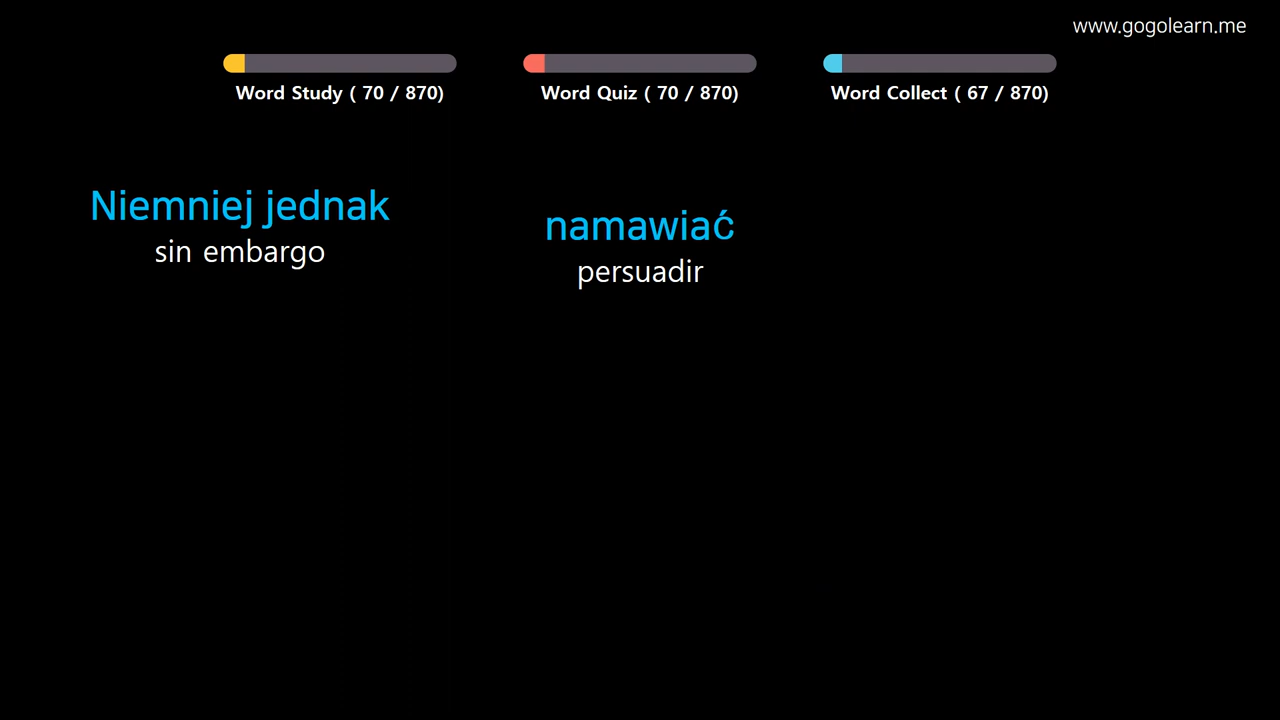 www.gogolearn.me
Word Study ( 70 / 870)
Word Quiz ( 70 / 870)
Word Collect ( 67 / 870)
Niemniej jednak
sin embargo
namawiać
persuadir